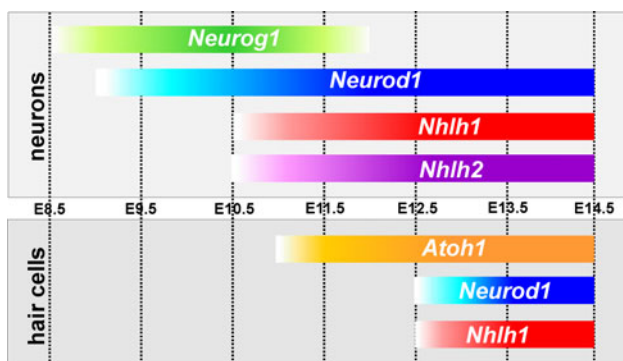 neurons
Neurog1
Neurod1
Nhlh1
Nhlh2
E8.5 E9.5 E10.5 E11.5 E12.5 E13.5 E14.5
hair cells
Atoh1
Neurod1
Nhlh1